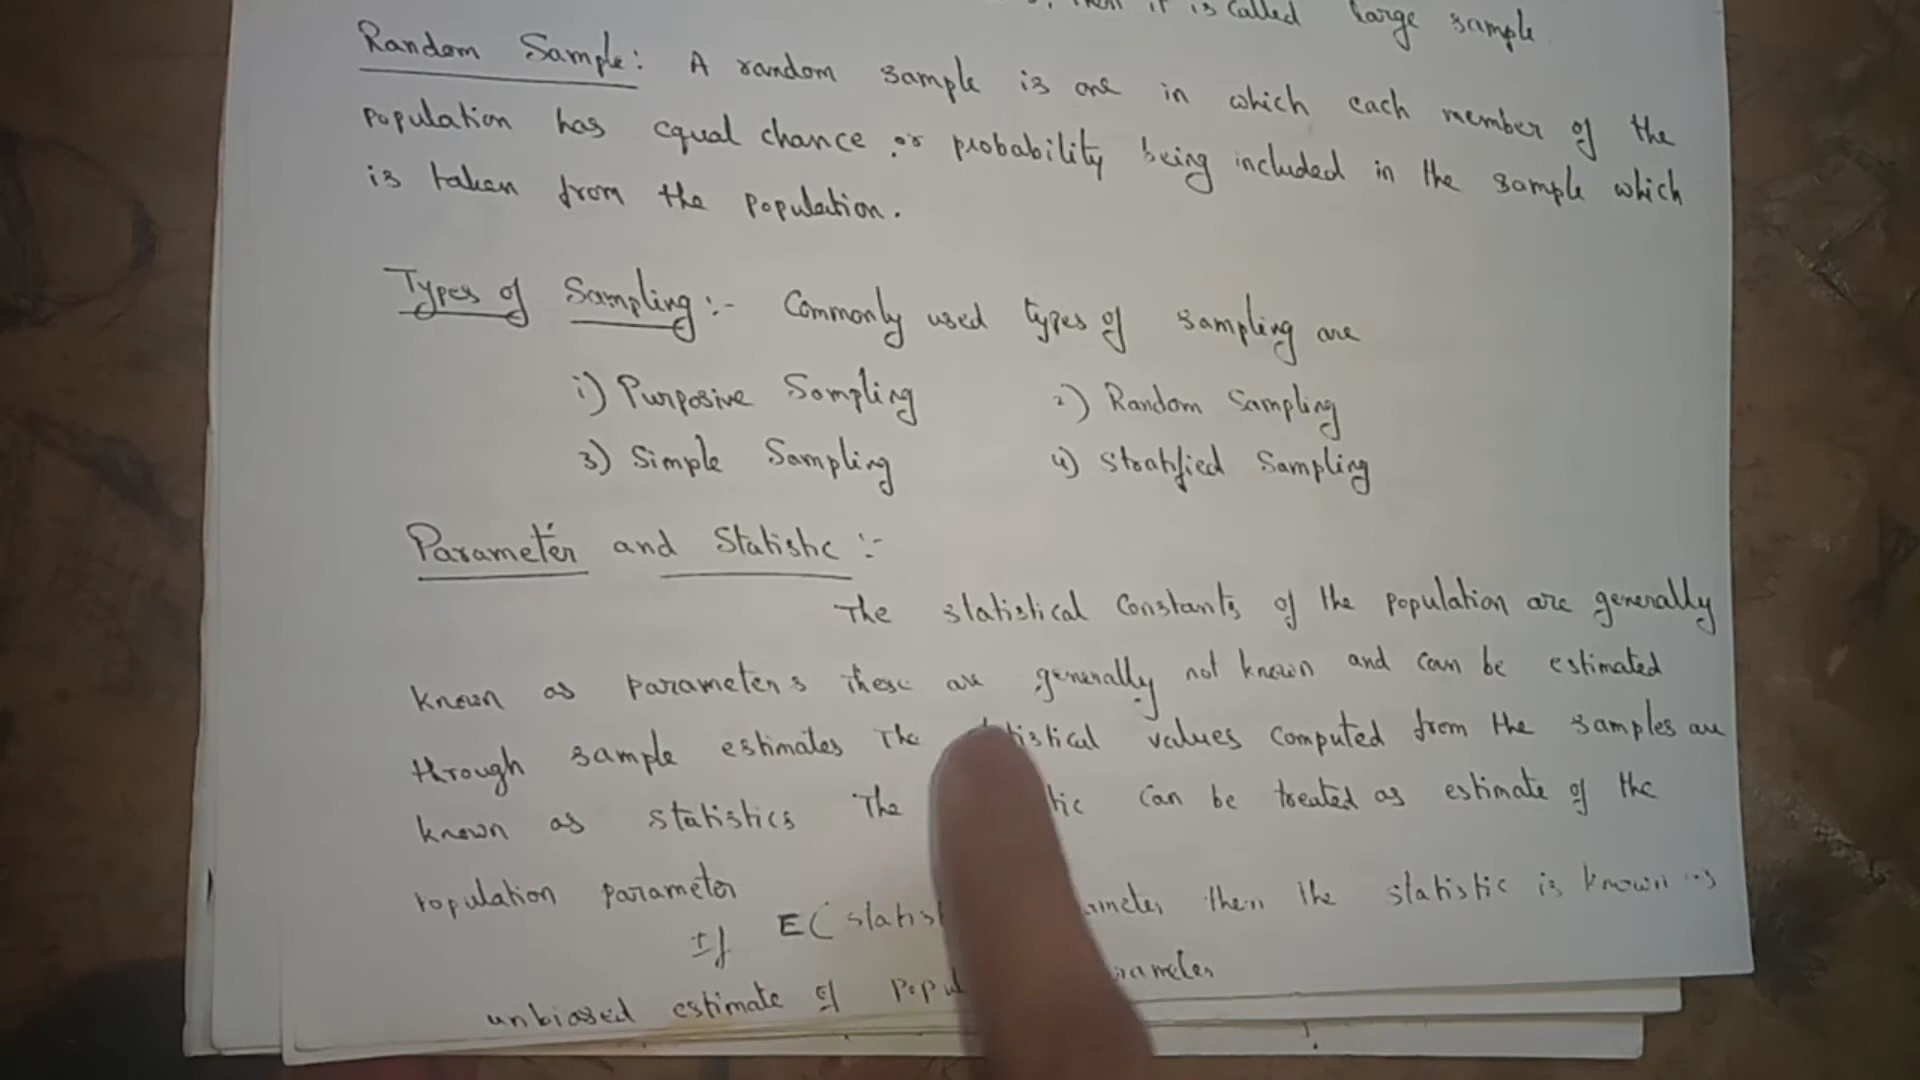 then it is called large sample
Random Sample: A random sample is one in which each member of the
population has equal chance or probability being included in the sample which
is taken from the population.
Types of Sampling :- Commonly used types of sampling are
1) Purposive Sampling 2) Random Sampling
3) Simple Sampling 4) Stratified Sampling
Parameter and Statistic :-
The statistical constants of the population are generally
known as parameters these are generally not known and can be estimated
through sample estimates The values computed from the samples are
known as statistics The can be treated as estimate of the
population parameter
If E( then the statistic is known as
unbiased estimate of